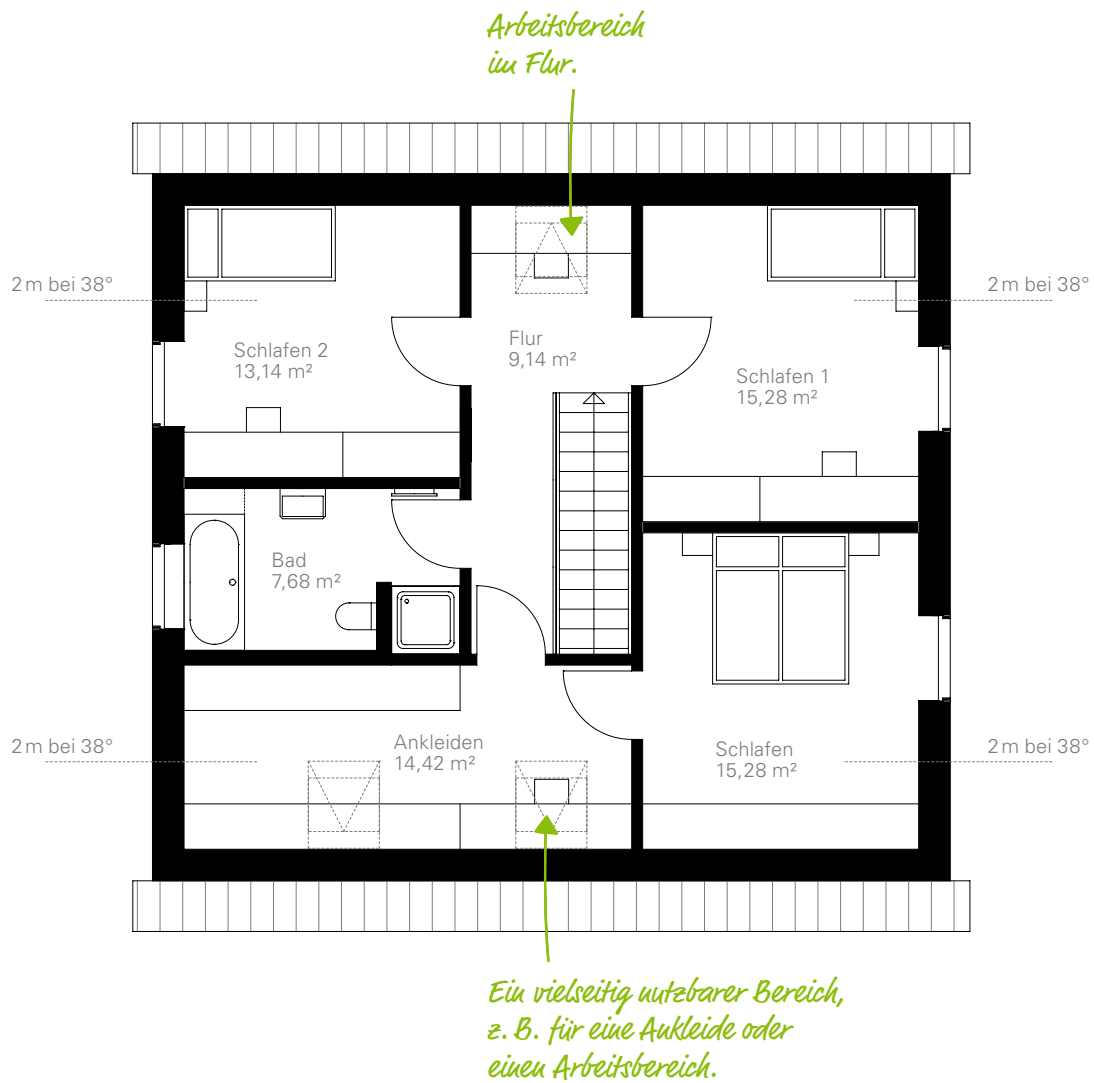 Arbeitsbereich
im Flur.
2 m bei 38°
2 m bei 38°
Flur
9,14 m²
Schlafen 2
13,14 m²
Schlafen 1
15,28 m²
Bad
7,68 m²
Ankleiden
14,42 m²
Schlafen
15,28 m²
2 m bei 38°
2 m bei 38°
Ein vielseitig nutzbarer Bereich,
z. B. für eine Ankleide oder
einen Arbeitsbereich.